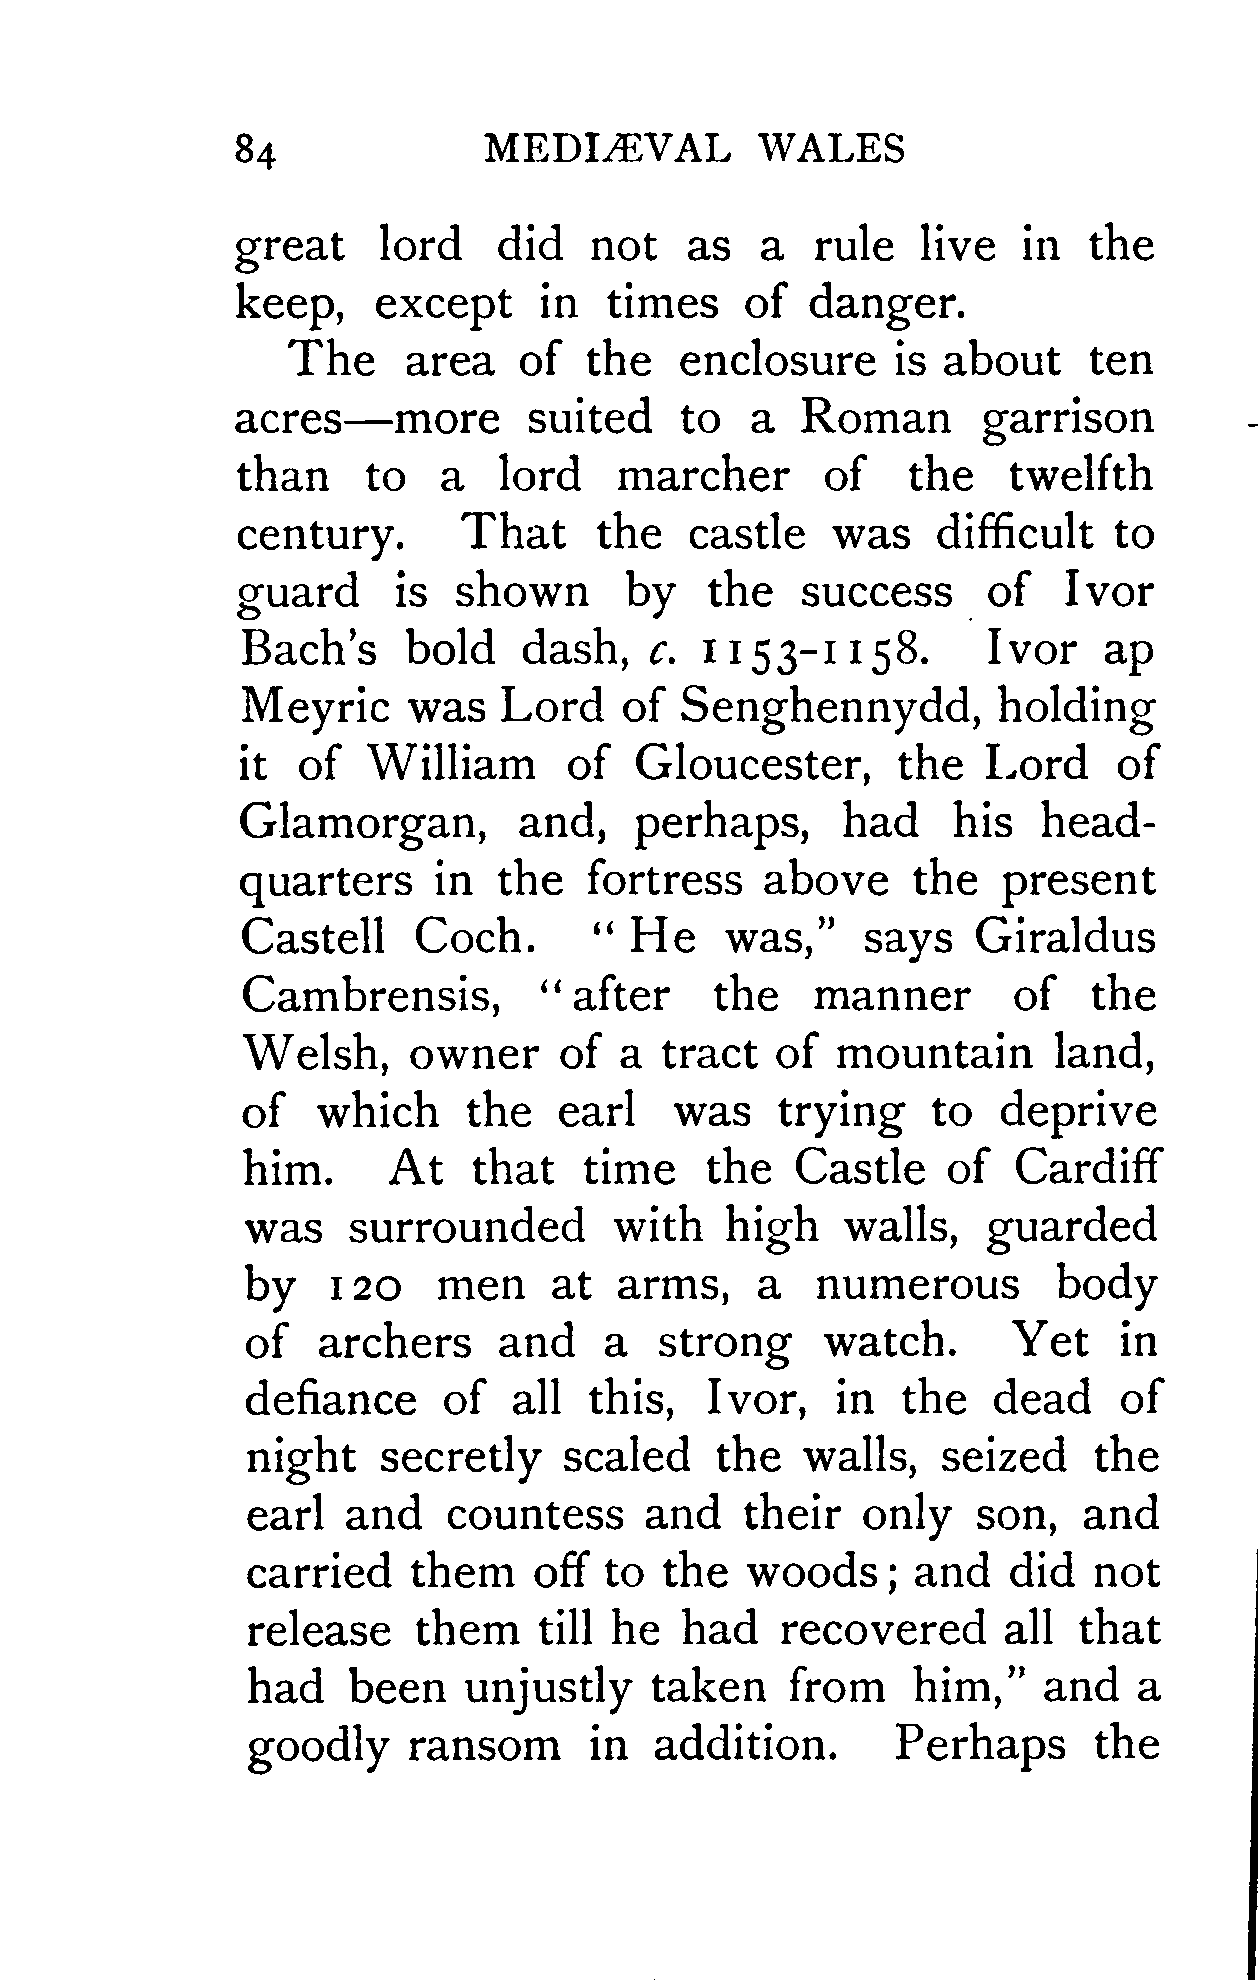 84 MEDIÆVAL WALES
great lord did not as a rule live in the
keep, except in times of danger.
The area of the enclosure is about ten
acres—more suited to a Roman garrison
than to a lord marcher of the twelfth
century. That the castle was difficult to
guard is shown by the success of Ivor
Bach's bold dash, c. 1153-1158. Ivor ap
Meyric was Lord of Senghennydd, holding
it of William of Gloucester, the Lord of
Glamorgan, and, perhaps, had his head-
quarters in the fortress above the present
Castell Coch. “He was,” says Giraldus
Cambrensis, “after the manner of the
Welsh, owner of a tract of mountain land,
of which the earl was trying to deprive
him. At that time the Castle of Cardiff
was surrounded with high walls, guarded
by 120 men at arms, a numerous body
of archers and a strong watch. Yet in
defiance of all this, Ivor, in the dead of
night secretly scaled the walls, seized the
earl and countess and their only son, and
carried them off to the woods; and did not
release them till he had recovered all that
had been unjustly taken from him,” and a
goodly ransom in addition. Perhaps the